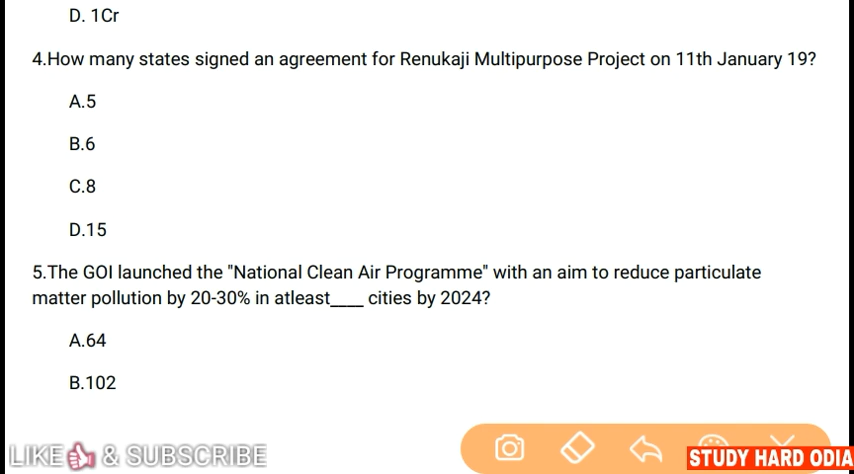 D. 1Cr
4.How many states signed an agreement for Renukaji Multipurpose Project on 11th January 19?
A.5
B.6
C.8
D.15
5.The GOI launched the "National Clean Air Programme" with an aim to reduce particulate
matter pollution by 20-30% in atleast____ cities by 2024?
A.64
B.102
LIKE & SUBSCRIBE
STUDY HARD ODIA